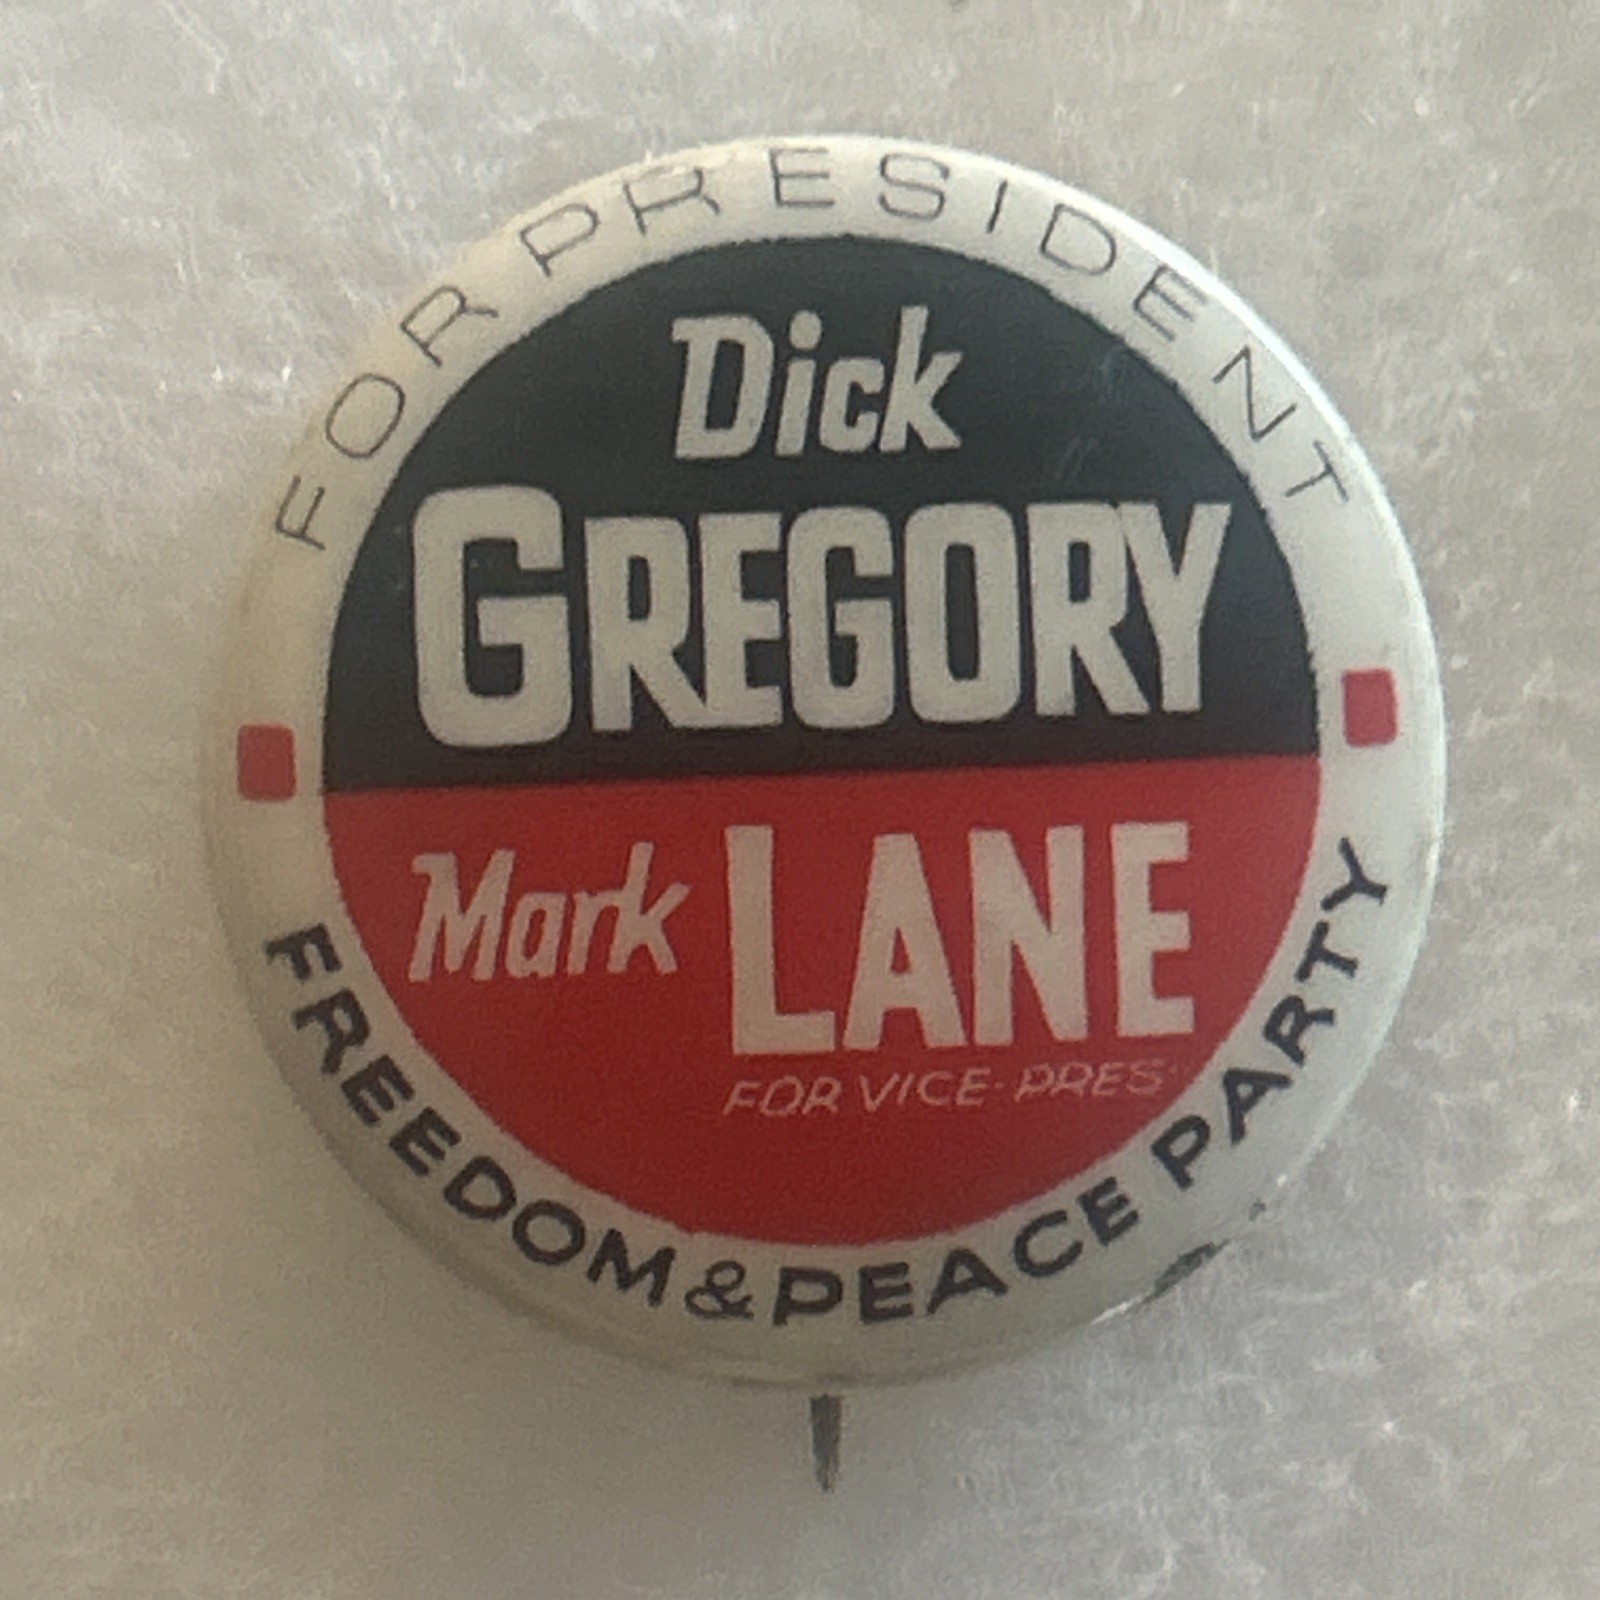 FOR PRESIDENT
Dick
GREGORY
Mark LANE
FOR VICE-PRES·
FREEDOM & PEACE PARTY